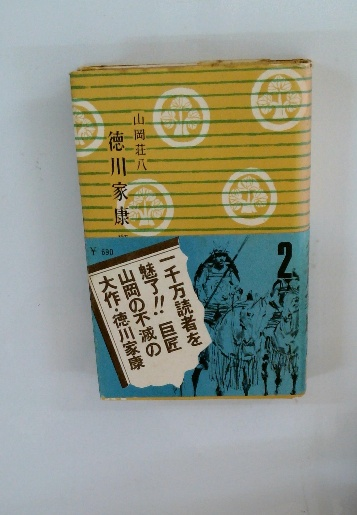 山岡荘八
徳川家康
¥ 690
2
一千万読者を
魅了!! 巨匠
山岡の不滅の
大作・徳川家康